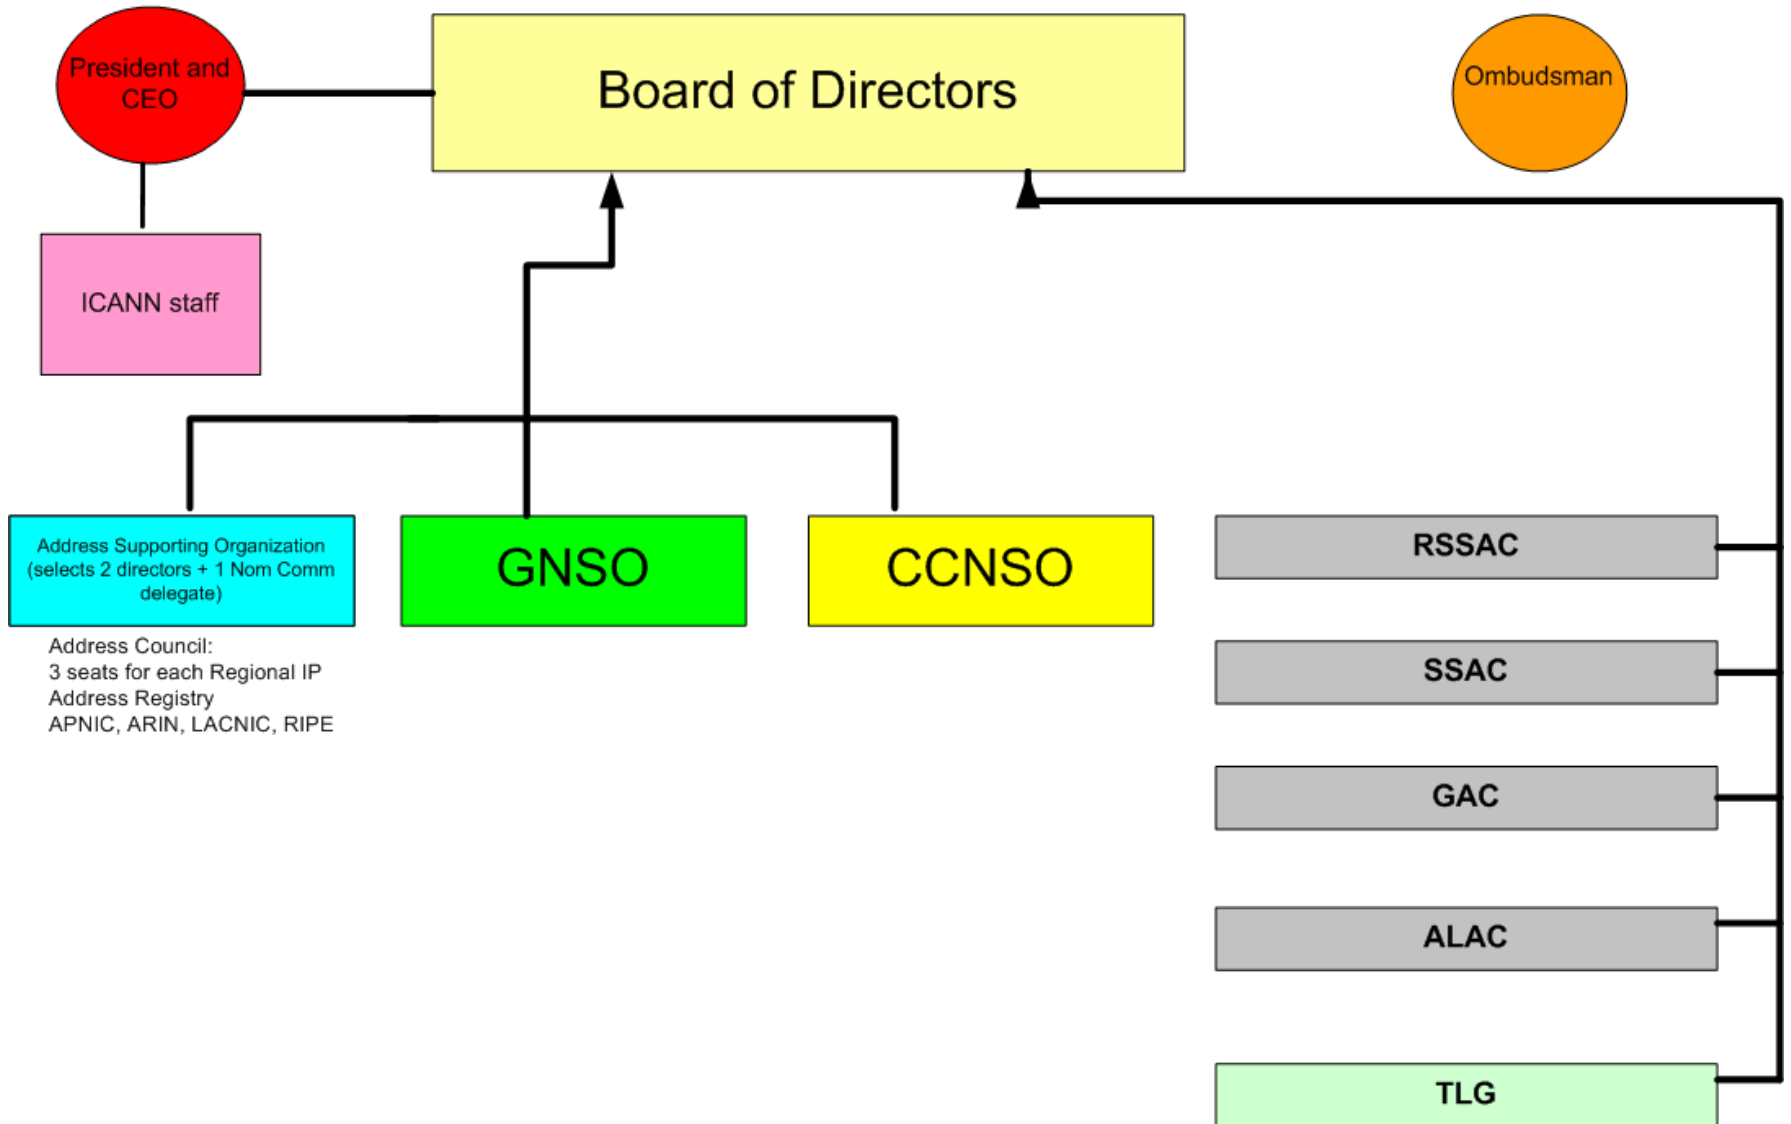 President and
CEO
Board of Directors
Ombudsman
ICANN staff
Address Supporting Organization
(selects 2 directors + 1 Nom Comm
delegate)
GNSO
CCNSO
RSSAC
Address Council:
3 seats for each Regional IP
Address Registry
APNIC, ARIN, LACNIC, RIPE
SSAC
GAC
ALAC
TLG